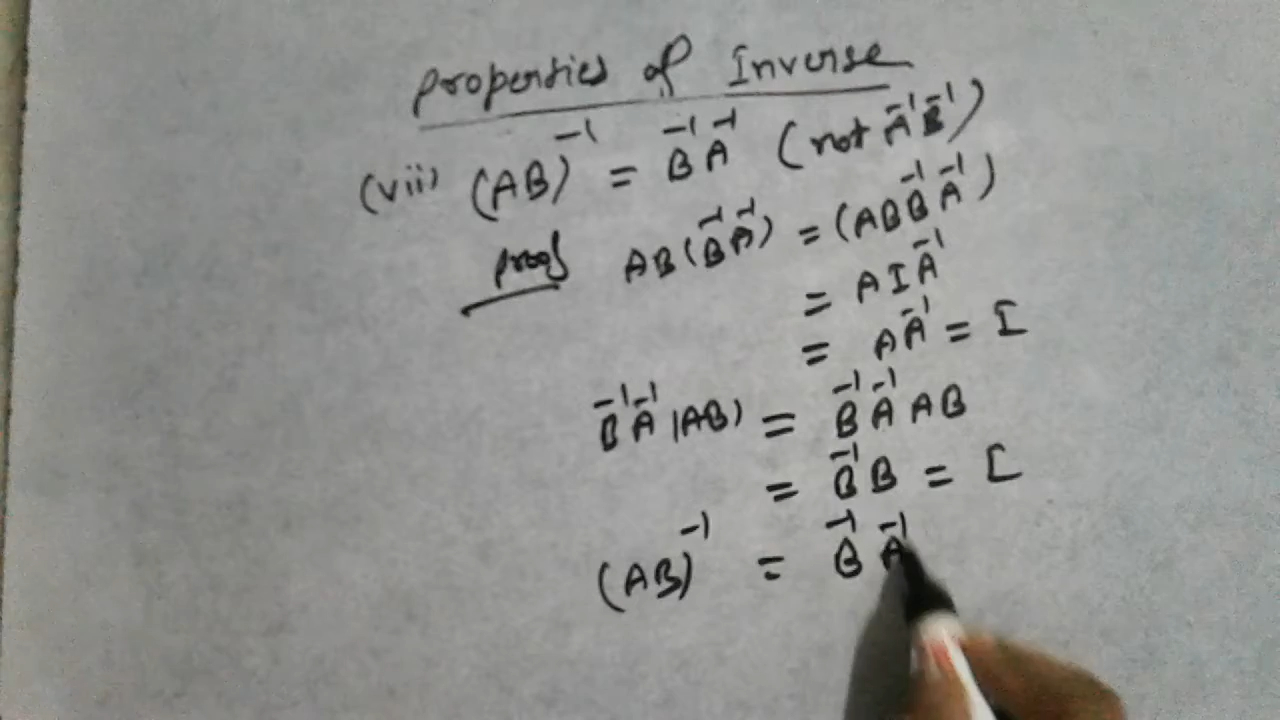 Properties of Inverse
(vii) (AB)⁻¹ = B⁻¹A⁻¹ (not A⁻¹B⁻¹)
Proof AB(B⁻¹A⁻¹) = (ABB⁻¹A⁻¹)
= AIA⁻¹
= AA⁻¹ = I
B⁻¹A⁻¹(AB) = B⁻¹A⁻¹AB
= B⁻¹B = I
(AB)⁻¹ = B⁻¹A⁻¹